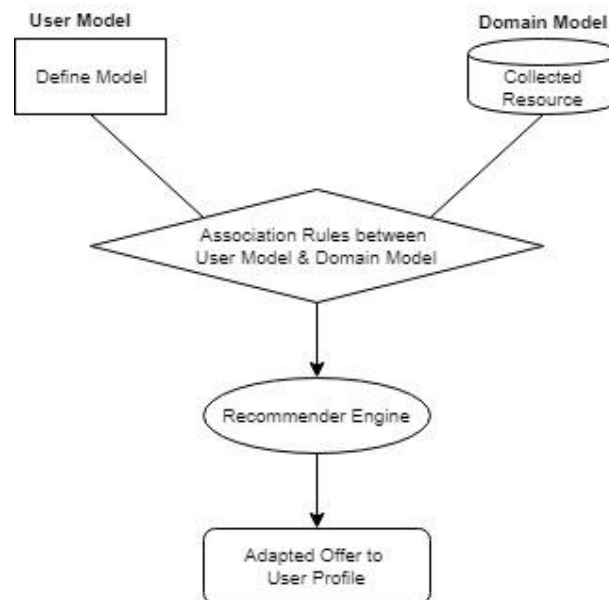 User Model
Domain Model
Define Model
Collected
Resource
Association Rules between
User Model & Domain Model
Recommender Engine
Adapted Offer to
User Profile